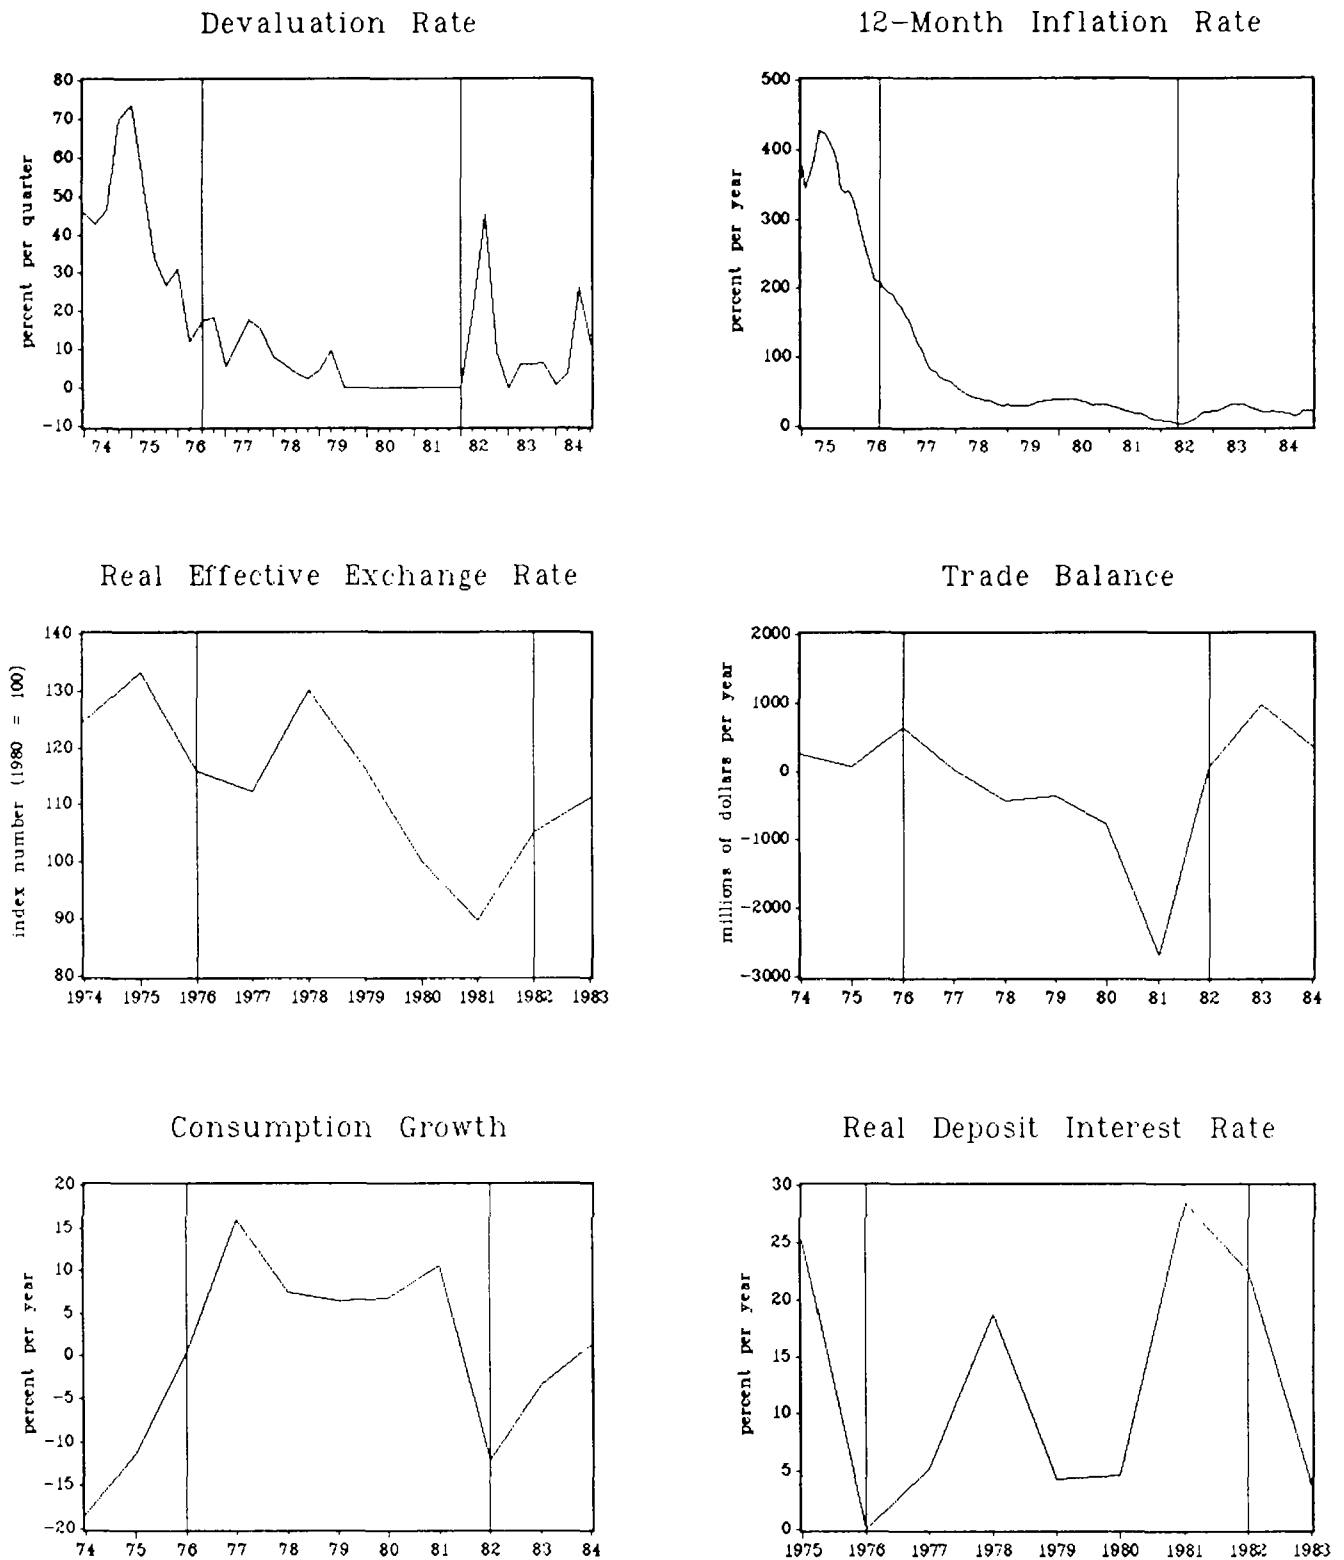 Devaluation Rate
percent per quarter
80
70
60
50
40
30
20
10
0
-10
74 75 76 77 78 79 80 81 82 83 84
12-Month Inflation Rate
percent per year
500
400
300
200
100
0
75 76 77 78 79 80 81 82 83 84
Real Effective Exchange Rate
index number (1980 = 100)
140
130
120
110
100
90
80
1974 1975 1976 1977 1978 1979 1980 1981 1982 1983
Trade Balance
millions of dollars per year
2000
1000
0
-1000
-2000
-3000
74 75 76 77 78 79 80 81 82 83 84
Consumption Growth
percent per year
20
15
10
5
0
-5
-10
-15
-20
74 75 76 77 78 79 80 81 82 83 84
Real Deposit Interest Rate
percent per year
30
25
20
15
10
5
0
1975 1976 1977 1978 1979 1980 1981 1982 1983